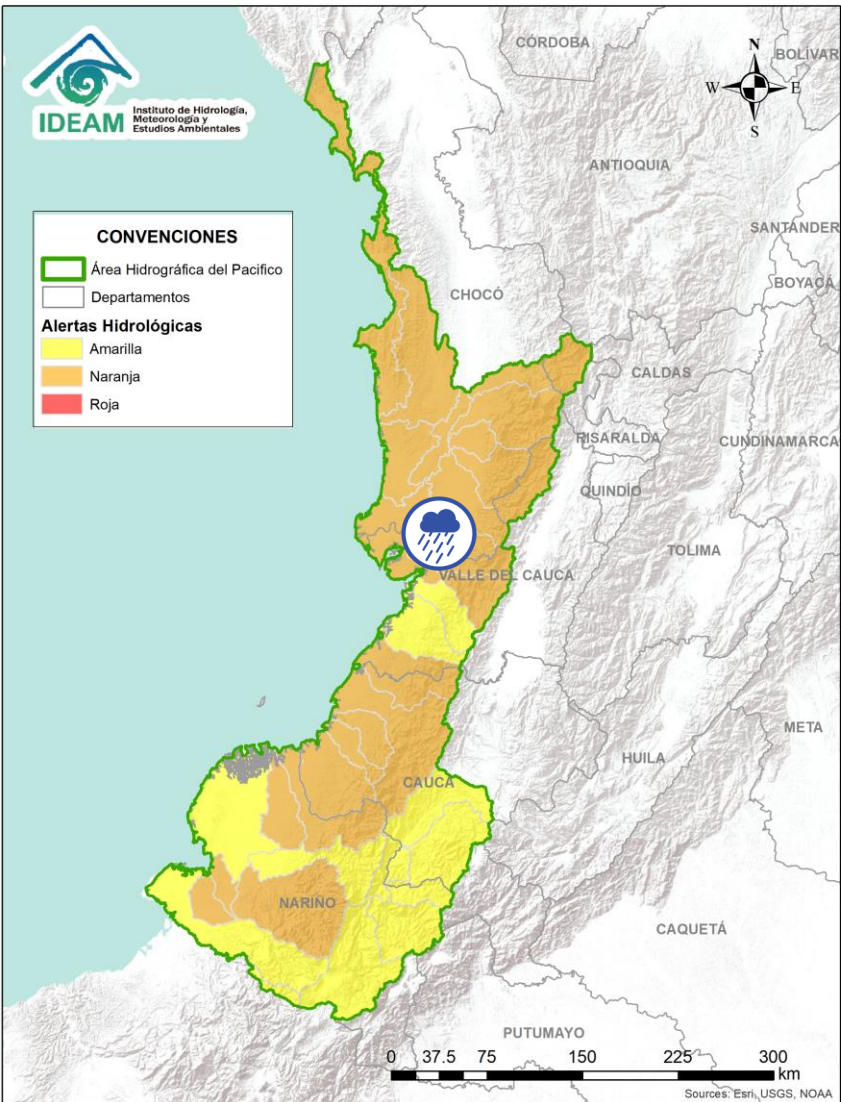 IDEAM
Instituto de Hidrología,
Meteorología y
Estudios Ambientales
CÓRDOBA
BOLÍVAR
N
W
E
S
ANTIOQUIA
SANTANDER
BOYACÁ
CONVENCIONES
Área Hidrográfica del Pacifico
Departamentos
Alertas Hidrológicas
Amarilla
Naranja
Roja
CHOCÓ
CALDAS
RISARALDA
CUNDINAMARCA
QUINDÍO
TOLIMA
VALLE DEL CAUCA
META
HUILA
CAUCA
NARIÑO
CAQUETÁ
PUTUMAYO
0 37.5 75 150 225 300
km
Sources: Esri, USGS, NOAA